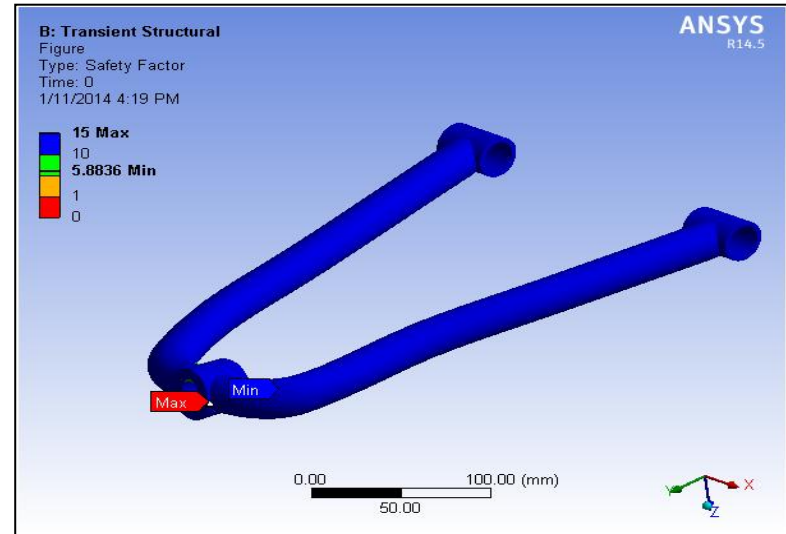 B: Transient Structural
Figure
Type: Safety Factor
Time: 0
1/11/2014 4:19 PM
ANSYS
R14.5
15 Max
10
5.8836 Min
1
0
Min
Max
0.00 100.00 (mm)
50.00
Y X
Z